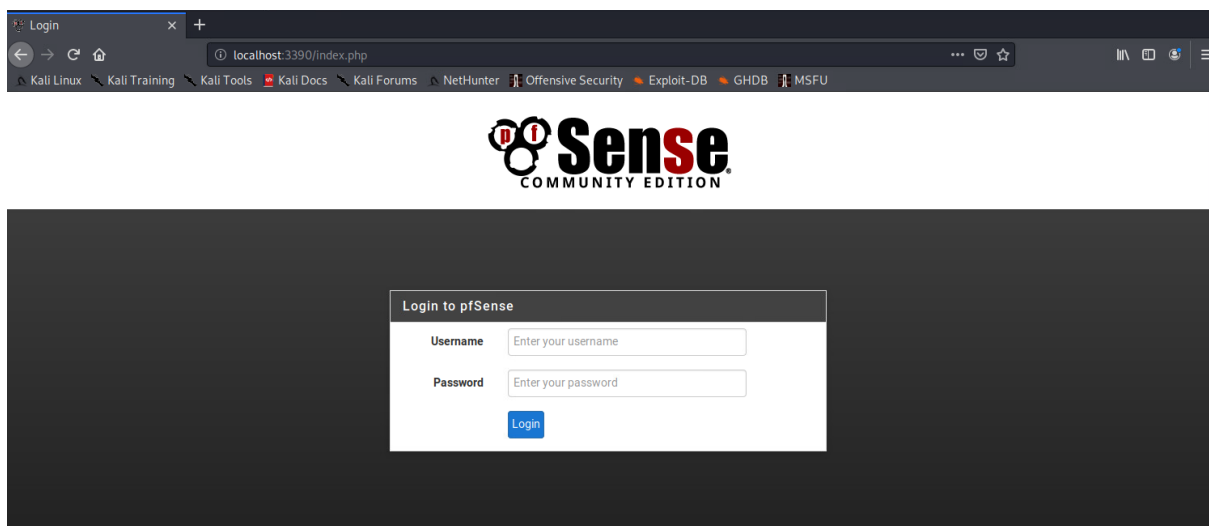 Login
localhost:3390/index.php
Kali Linux Kali Training Kali Tools Kali Docs Kali Forums NetHunter Offensive Security Exploit-DB GHDB MSFU
pf Sense
COMMUNITY EDITION
Login to pfSense
Username Enter your username
Password Enter your password
Login